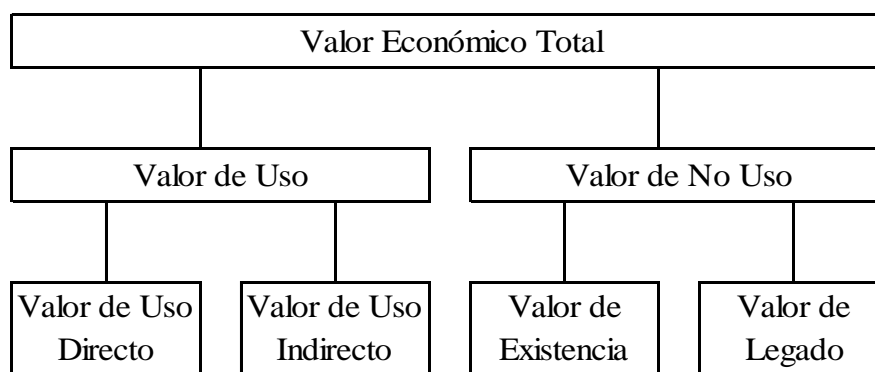 Valor Económico Total
Valor de Uso
Valor de No Uso
Valor de Uso
Directo
Valor de Uso
Indirecto
Valor de
Existencia
Valor de
Legado